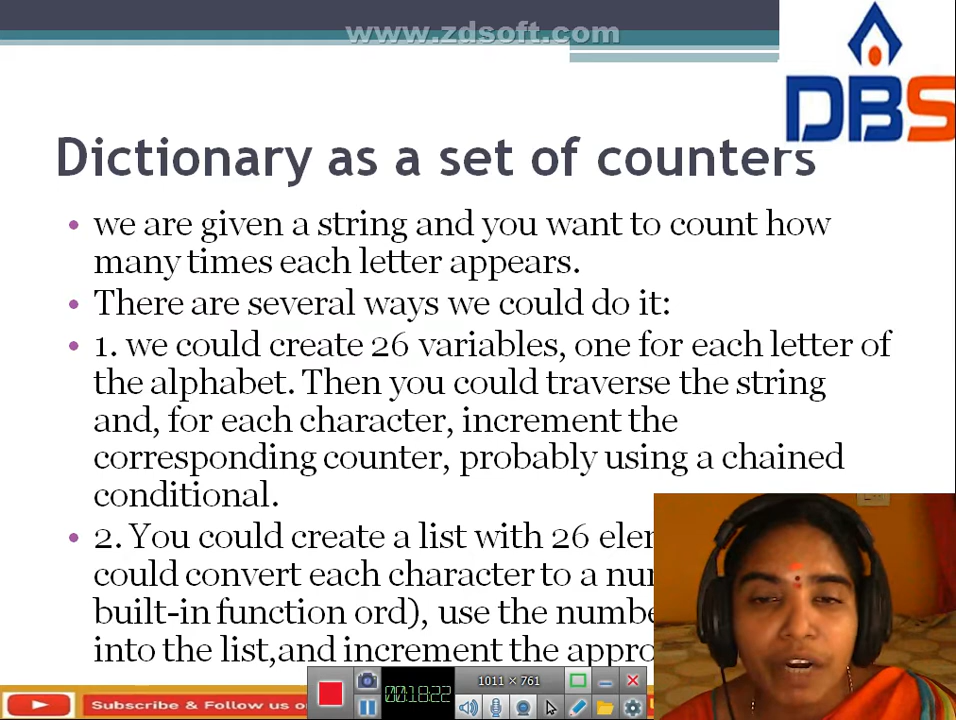 www.zdsoft.com
DBS
Dictionary as a set of counters
• we are given a string and you want to count how
many times each letter appears.
• There are several ways we could do it:
• 1. we could create 26 variables, one for each letter of
the alphabet. Then you could traverse the string
and, for each character, increment the
corresponding counter, probably using a chained
conditional.
• 2. You could create a list with 26
could convert each character to a
built-in function ord), use the
into the list,and increment the
1011 × 761
00:18:22
Subscribe & Follow us